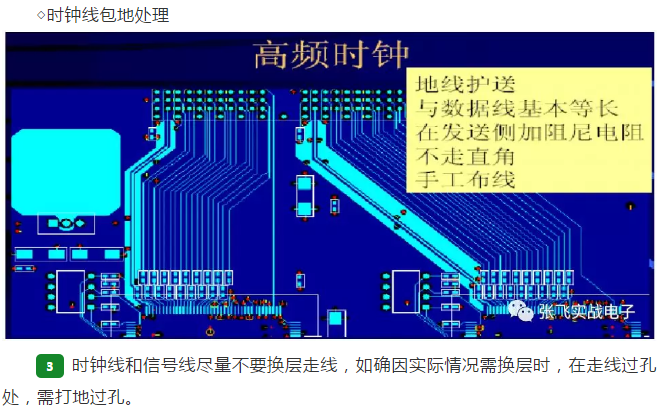 ◇时钟线包地处理
高频时钟
地线护送
与数据线基本等长
在发送侧加阻尼电阻
不走直角
手工布线
张飞实战电子
3 时钟线和信号线尽量不要换层走线，如确因实际情况需换层时，在走线过孔
处，需打地过孔。